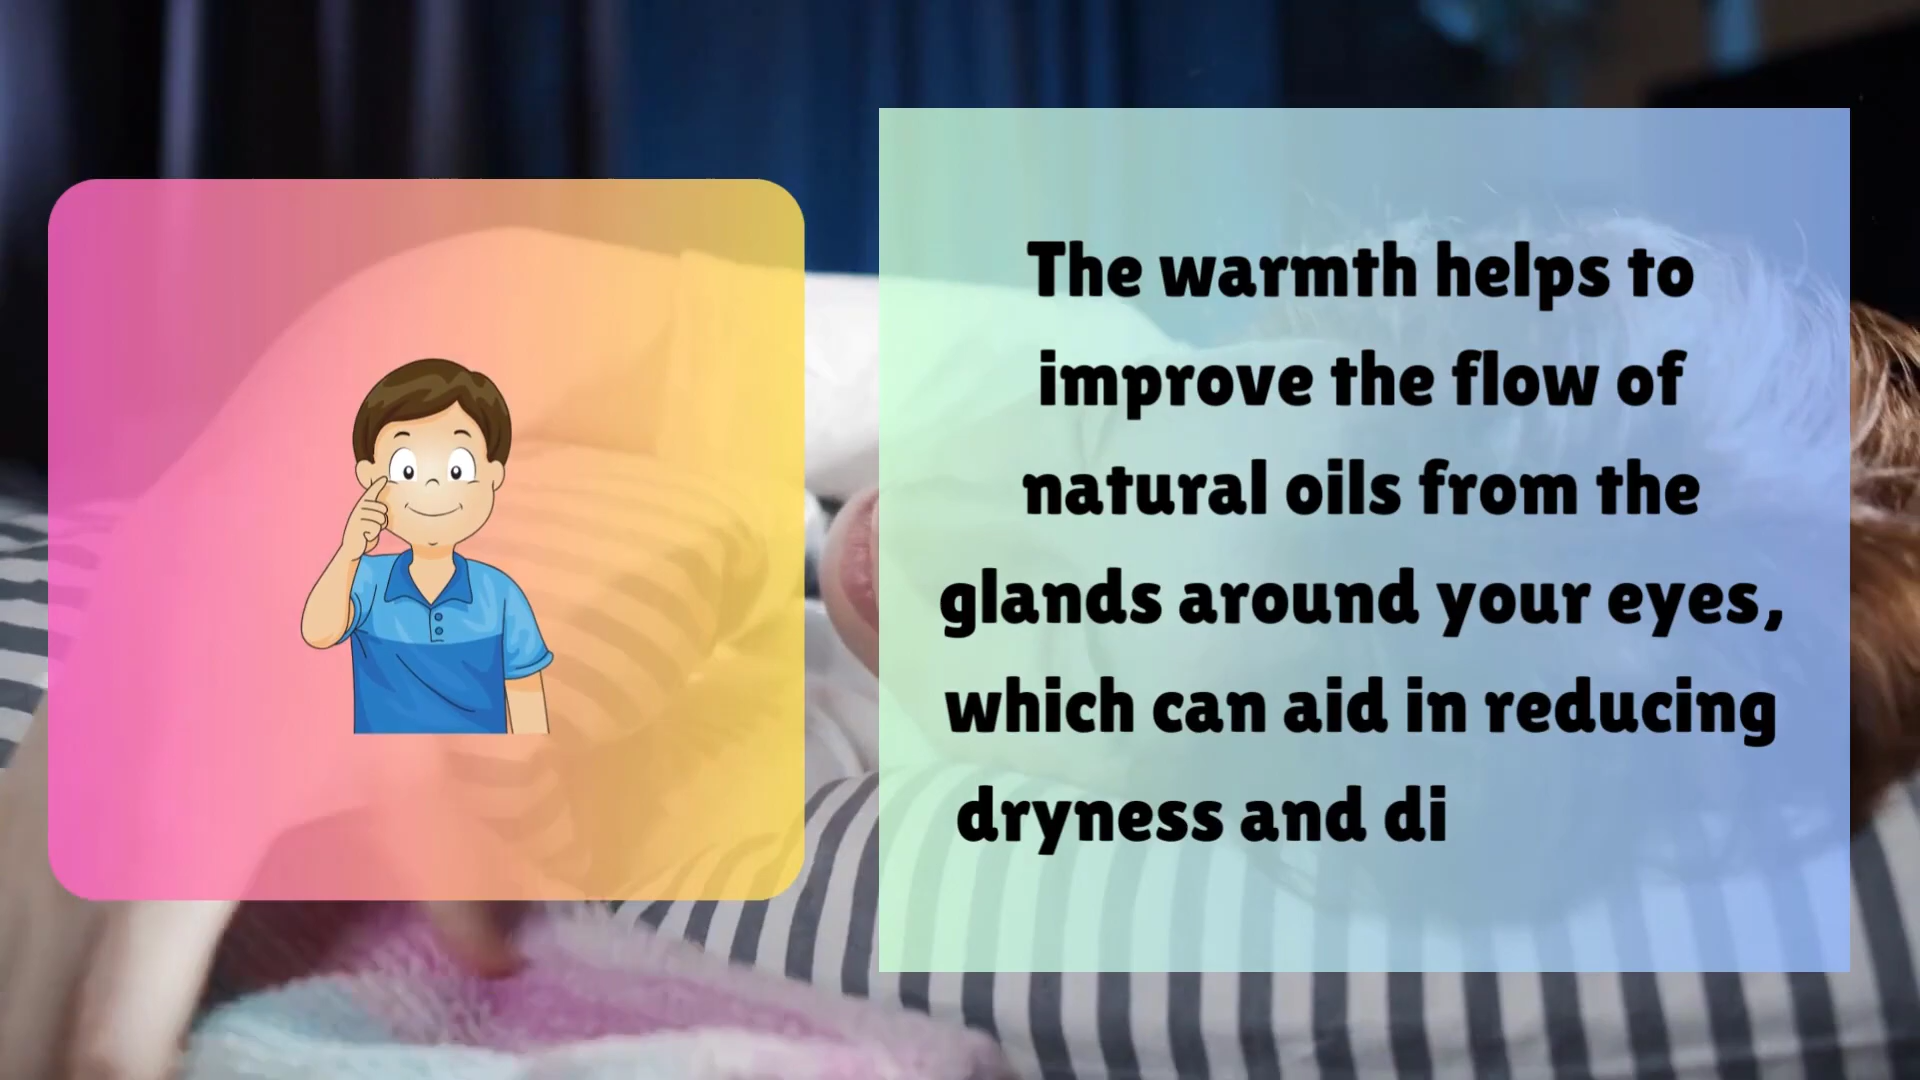 The warmth helps to
improve the flow of
natural oils from the
glands around your eyes,
which can aid in reducing
dryness and di